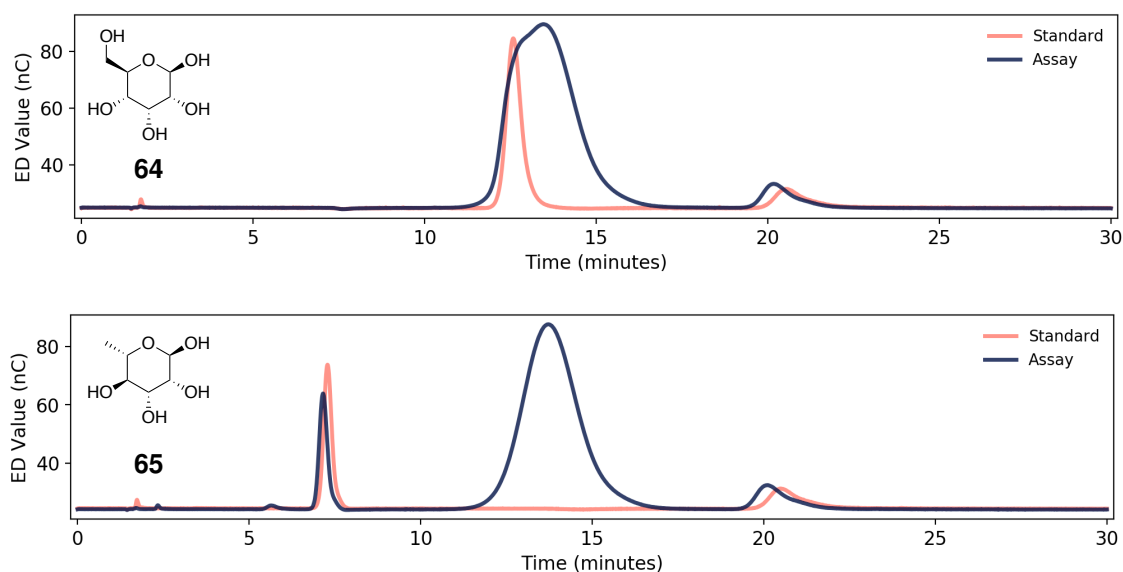 OH
O
OH
HO
OH
OH
64
Standard
Assay
80
60
40
ED Value (nC)
0 5 10 15 20 25 30
Time (minutes)
O
OH
HO
OH
OH
65
Standard
Assay
80
60
40
ED Value (nC)
0 5 10 15 20 25 30
Time (minutes)